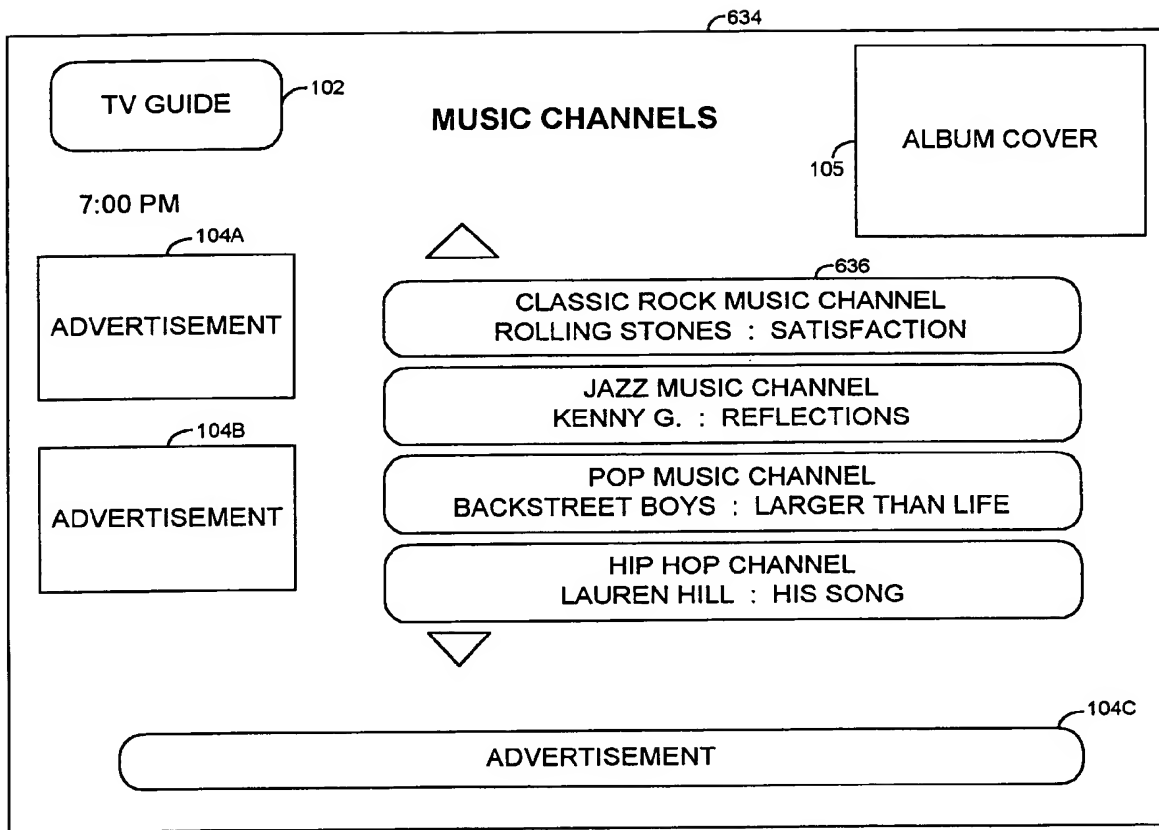 634
TV GUIDE
102
MUSIC CHANNELS
ALBUM COVER
105
7:00 PM
104A
ADVERTISEMENT
636
CLASSIC ROCK MUSIC CHANNEL
ROLLING STONES : SATISFACTION
JAZZ MUSIC CHANNEL
KENNY G. : REFLECTIONS
104B
ADVERTISEMENT
POP MUSIC CHANNEL
BACKSTREET BOYS : LARGER THAN LIFE
HIP HOP CHANNEL
LAUREN HILL : HIS SONG
104C
ADVERTISEMENT